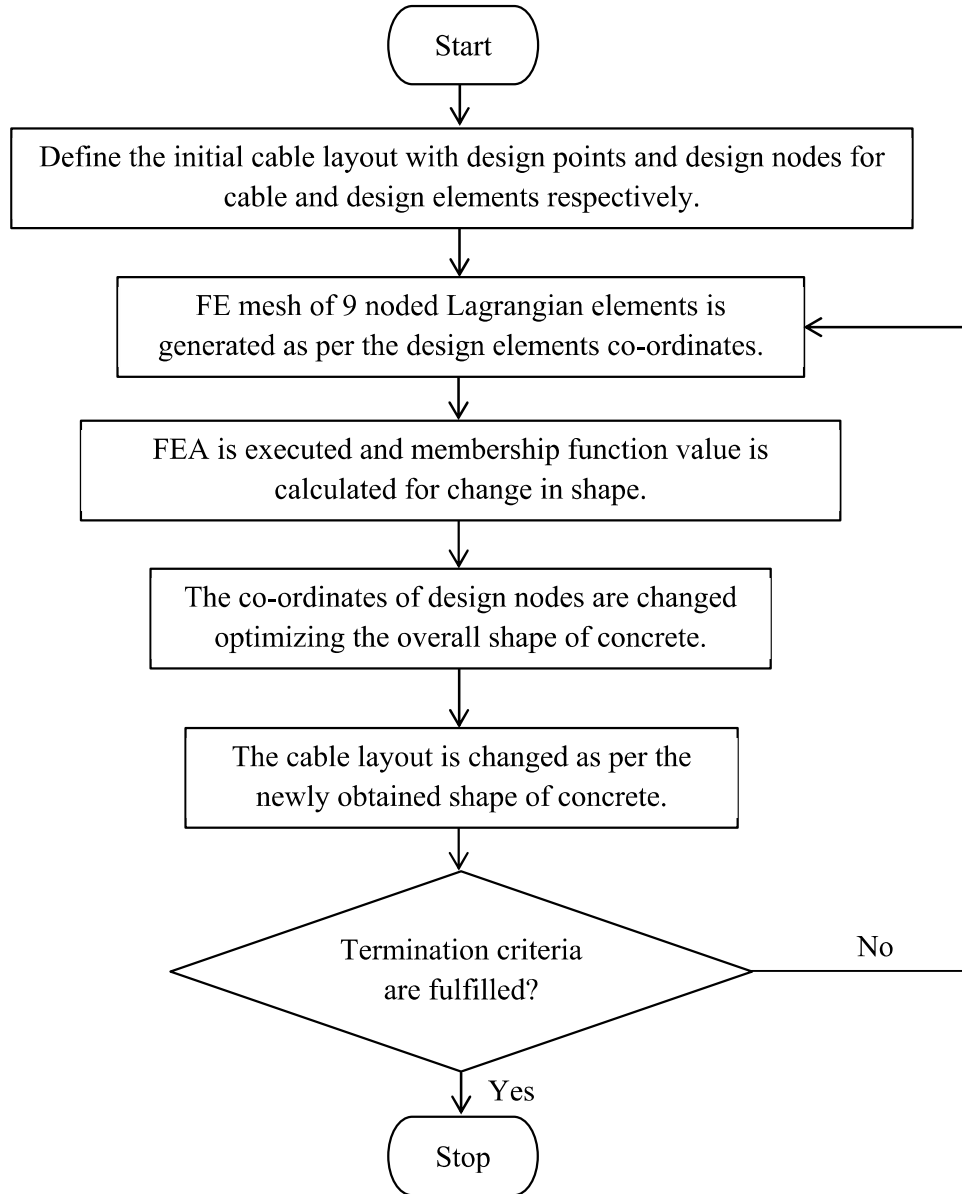 Start
Define the initial cable layout with design points and design nodes for
cable and design elements respectively.
FE mesh of 9 noded Lagrangian elements is
generated as per the design elements co-ordinates.
FEA is executed and membership function value is
calculated for change in shape.
The co-ordinates of design nodes are changed
optimizing the overall shape of concrete.
The cable layout is changed as per the
newly obtained shape of concrete.
Termination criteria
are fulfilled?
No
Yes
Stop